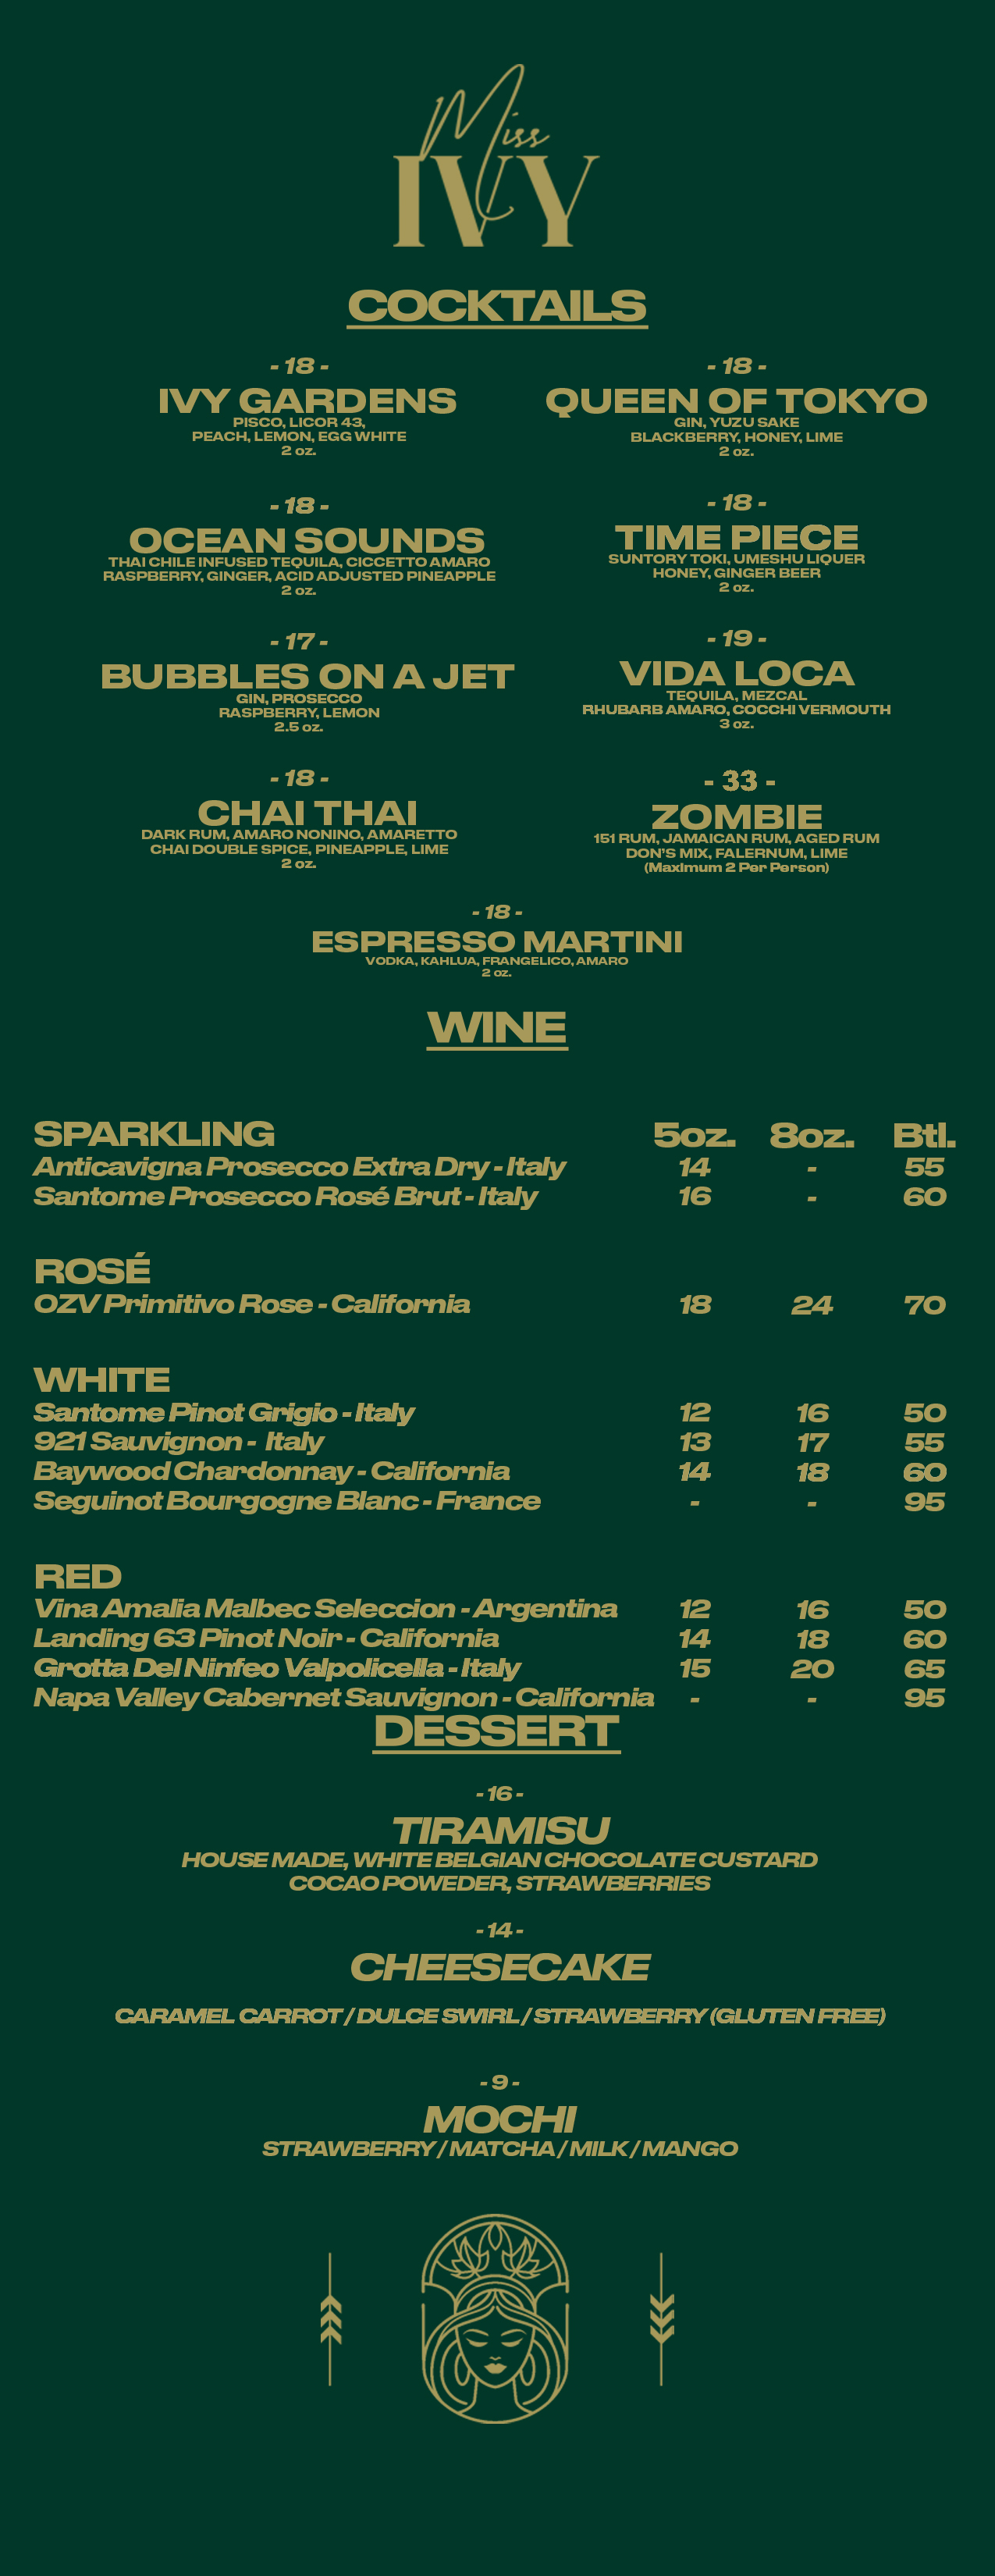 Miss
IVY
COCKTAILS
- 18 -
IVY GARDENS
PISCO, LICOR 43,
PEACH, LEMON, EGG WHITE
2 oz.
- 18 -
QUEEN OF TOKYO
GIN, YUZU SAKE
BLACKBERRY, HONEY, LIME
2 oz.
- 18 -
OCEAN SOUNDS
THAI CHILE INFUSED TEQUILA, CICCETTO AMARO
RASPBERRY, GINGER, ACID ADJUSTED PINEAPPLE
2 oz.
- 18 -
TIME PIECE
SUNTORY TOKI, UMESHU LIQUER
HONEY, GINGER BEER
2 oz.
- 17 -
BUBBLES ON A JET
GIN, PROSECCO
RASPBERRY, LEMON
2.5 oz.
- 19 -
VIDA LOCA
TEQUILA, MEZCAL
RHUBARB AMARO, COCCHI VERMOUTH
3 oz.
- 18 -
CHAI THAI
DARK RUM, AMARO NONINO, AMARETTO
CHAI DOUBLE SPICE, PINEAPPLE, LIME
2 oz.
- 33 -
ZOMBIE
151 RUM, JAMAICAN RUM, AGED RUM
DON'S MIX, FALERNUM, LIME
(Maximum 2 Per Person)
- 18 -
ESPRESSO MARTINI
VODKA, KAHLUA, FRANGELICO, AMARO
2 oz.
WINE
SPARKLING 5oz. 8oz. Btl.
Anticavigna Prosecco Extra Dry - Italy 14 - 55
Santome Prosecco Rosé Brut - Italy 16 - 60
ROSÉ
OZV Primitivo Rose - California 18 24 70
WHITE
Santome Pinot Grigio - Italy 12 16 50
921 Sauvignon - Italy 13 17 55
Baywood Chardonnay - California 14 18 60
Seguinot Bourgogne Blanc - France - - 95
RED
Vina Amalia Malbec Seleccion - Argentina 12 16 50
Landing 63 Pinot Noir - California 14 18 60
Grotta Del Ninfeo Valpolicella - Italy 15 20 65
Napa Valley Cabernet Sauvignon - California - - 95
DESSERT
- 16 -
TIRAMISU
HOUSE MADE, WHITE BELGIAN CHOCOLATE CUSTARD
COCAO POWEDER, STRAWBERRIES
- 14 -
CHEESECAKE
CARAMEL CARROT / DULCE SWIRL / STRAWBERRY (GLUTEN FREE)
- 9 -
MOCHI
STRAWBERRY / MATCHA / MILK / MANGO